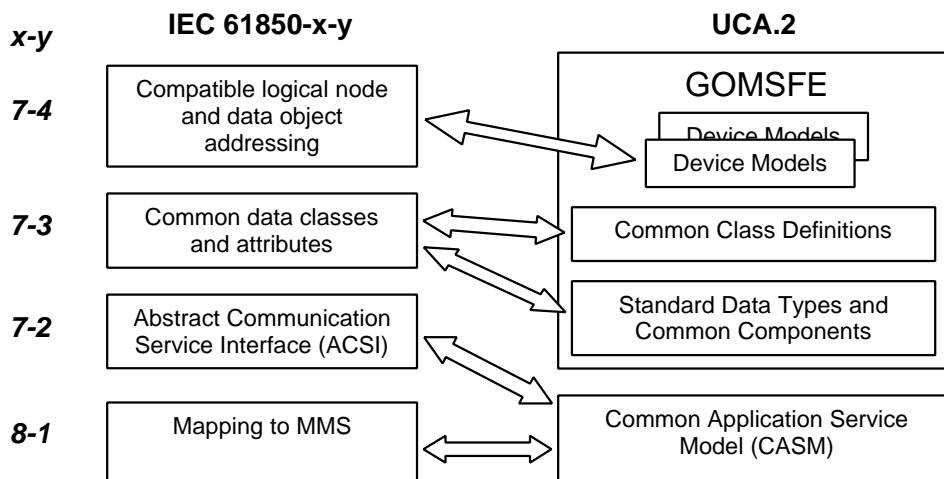 x-y
IEC 61850-x-y
UCA.2
7-4
Compatible logical node
and data object
addressing
GOMSFE
Device Models
Device Models
7-3
Common data classes
and attributes
Common Class Definitions
7-2
Abstract Communication
Service Interface (ACSI)
Standard Data Types and
Common Components
8-1
Mapping to MMS
Common Application Service
Model (CASM)